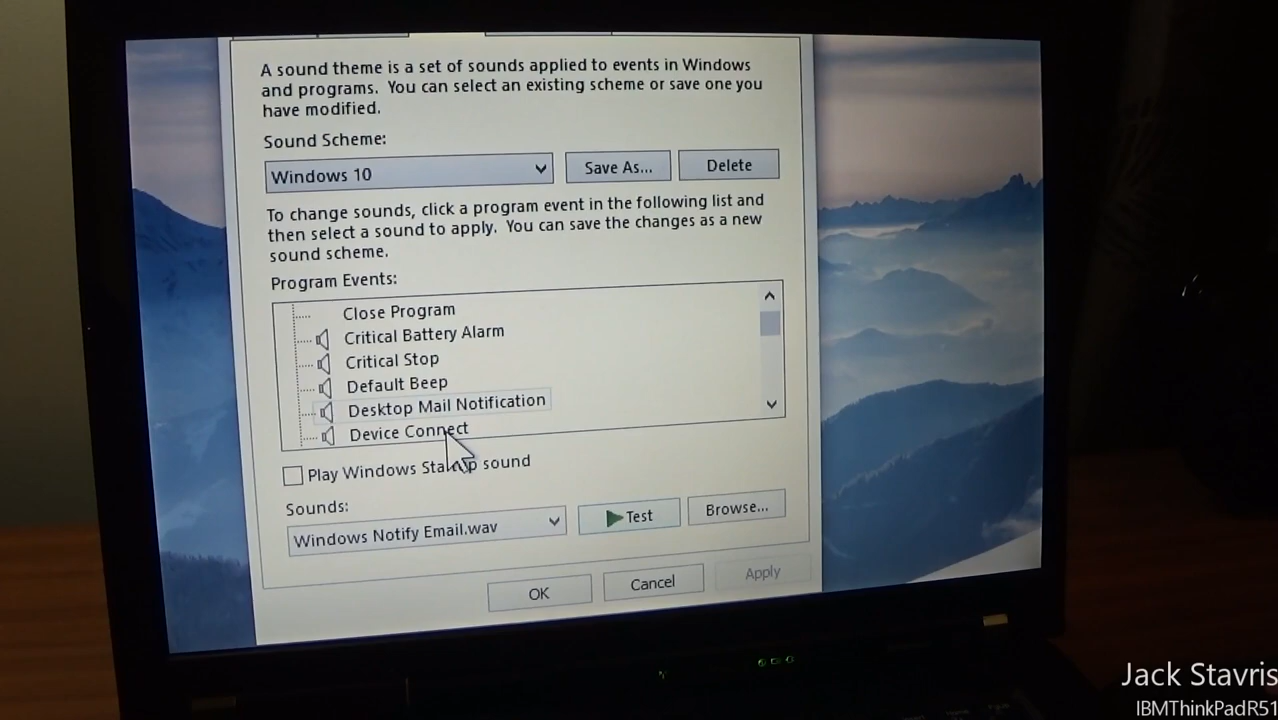 A sound theme is a set of sounds applied to events in Windows
and programs. You can select an existing scheme or save one you
have modified.
Sound Scheme:
Windows 10
Save As...
Delete
To change sounds, click a program event in the following list and
then select a sound to apply. You can save the changes as a new
sound scheme.
Program Events:
Close Program
Critical Battery Alarm
Critical Stop
Default Beep
Desktop Mail Notification
Device Connect
Play Windows Startup sound
Sounds:
Windows Notify Email.wav
Test
Browse...
OK
Cancel
Apply
Jack Stavris
IBMThinkPadR51